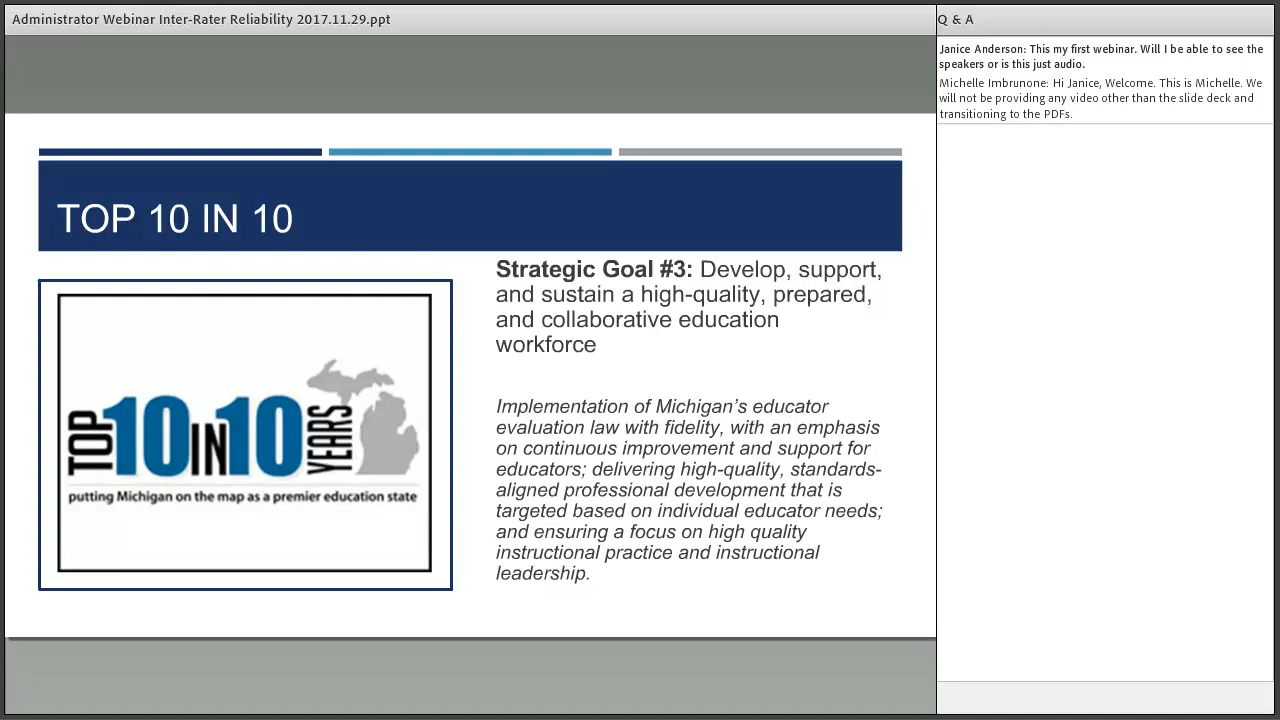 Administrator Webinar Inter-Rater Reliability 2017.11.29.ppt
TOP 10 IN 10
TOP 10 IN 10 YEARS
putting Michigan on the map as a premier education state
Strategic Goal #3: Develop, support,
and sustain a high-quality, prepared,
and collaborative education
workforce
Implementation of Michigan's educator
evaluation law with fidelity, with an emphasis
on continuous improvement and support for
educators; delivering high-quality, standards-
aligned professional development that is
targeted based on individual educator needs;
and ensuring a focus on high quality
instructional practice and instructional
leadership.
Q & A
Janice Anderson: This my first webinar. Will I be able to see the
speakers or is this just audio.
Michelle Imbrunone: Hi Janice, Welcome. This is Michelle. We
will not be providing any video other than the slide deck and
transitioning to the PDFs.